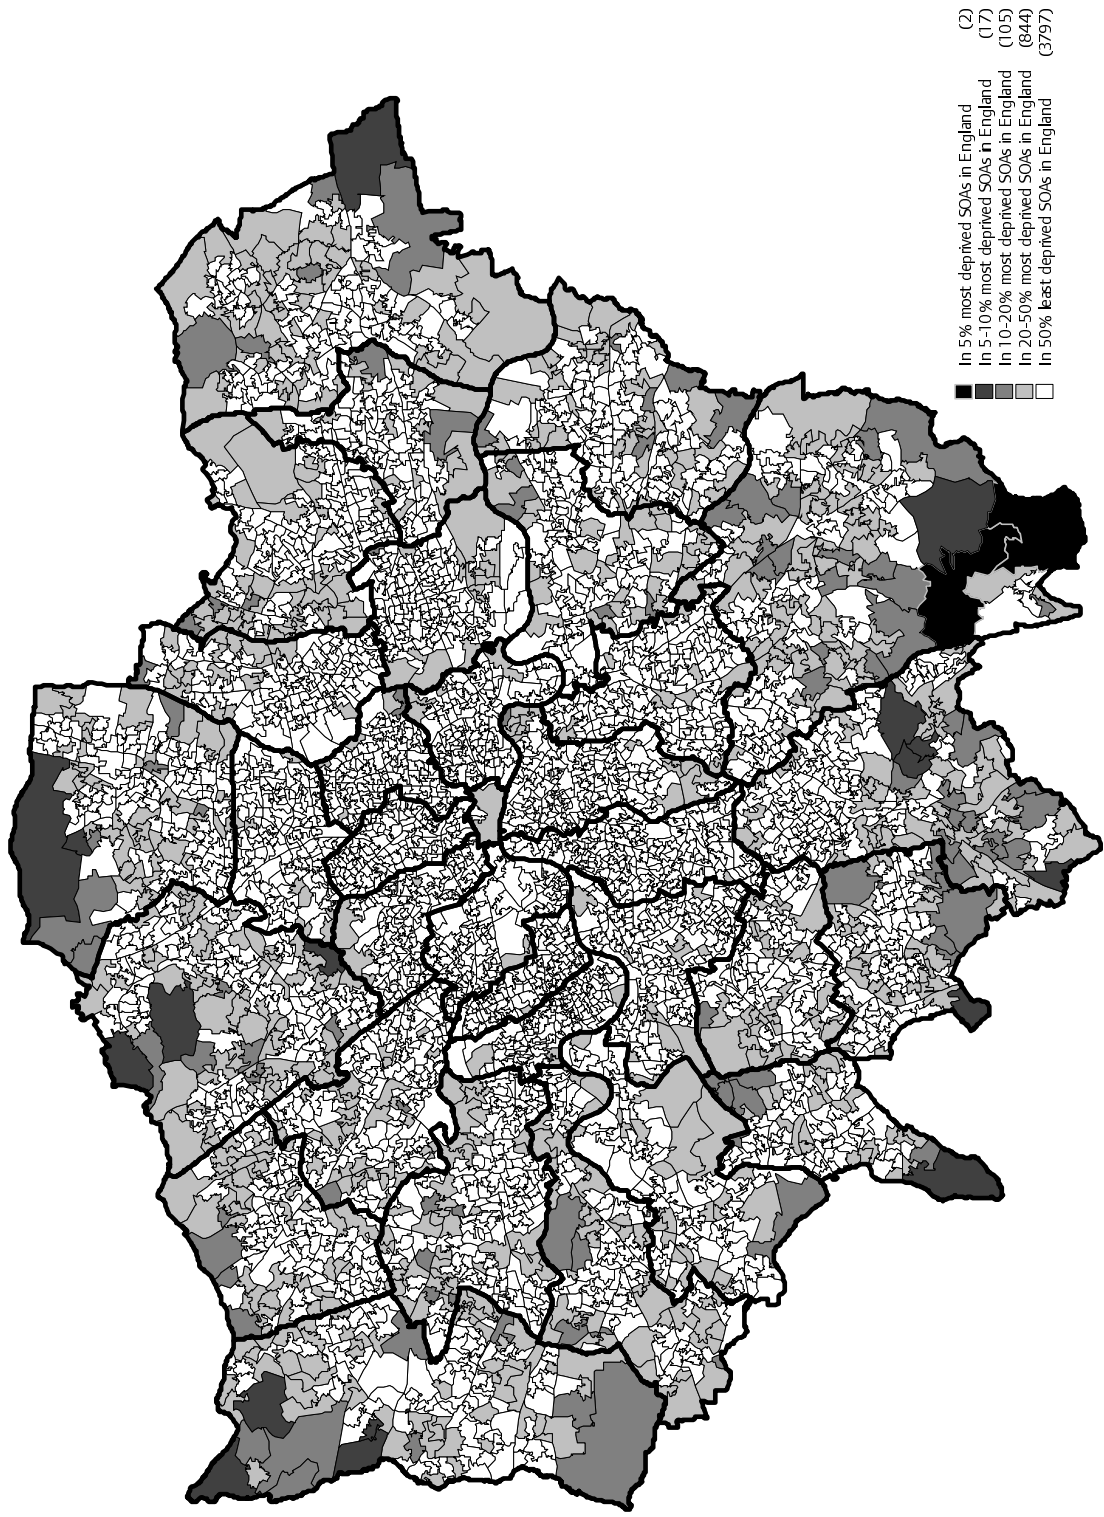 In 5% most deprived SOAs in England (2)
In 5-10% most deprived SOAs in England (17)
In 10-20% most deprived SOAs in England (105)
In 20-50% most deprived SOAs in England (844)
In 50% least deprived SOAs in England (3797)